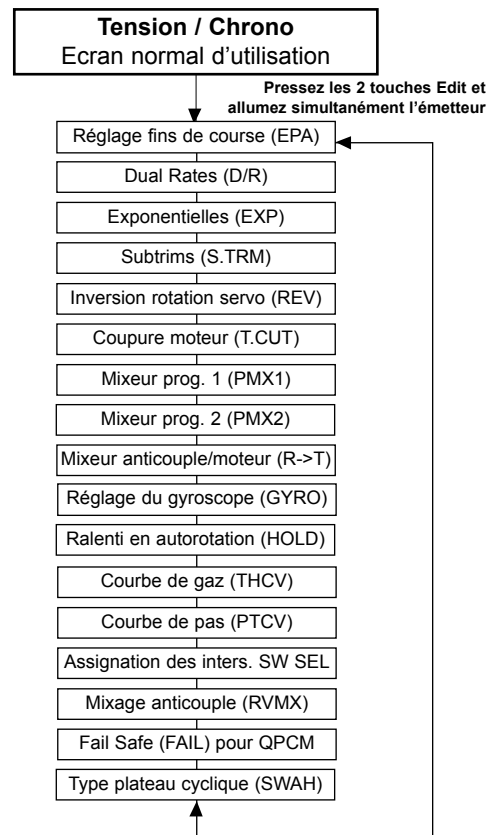 Tension / Chrono
Ecran normal d’utilisation
Pressez les 2 touches Edit et
allumez simultanément l’émetteur
Réglage fins de course (EPA)
Dual Rates (D/R)
Exponentielles (EXP)
Subtrims (S.TRM)
Inversion rotation servo (REV)
Coupure moteur (T.CUT)
Mixeur prog. 1 (PMX1)
Mixeur prog. 2 (PMX2)
Mixeur anticouple/moteur (R->T)
Réglage du gyroscope (GYRO)
Ralenti en autorotation (HOLD)
Courbe de gaz (THCV)
Courbe de pas (PTCV)
Assignation des inters. SW SEL
Mixage anticouple (RVMX)
Fail Safe (FAIL) pour QPCM
Type plateau cyclique (SWAH)